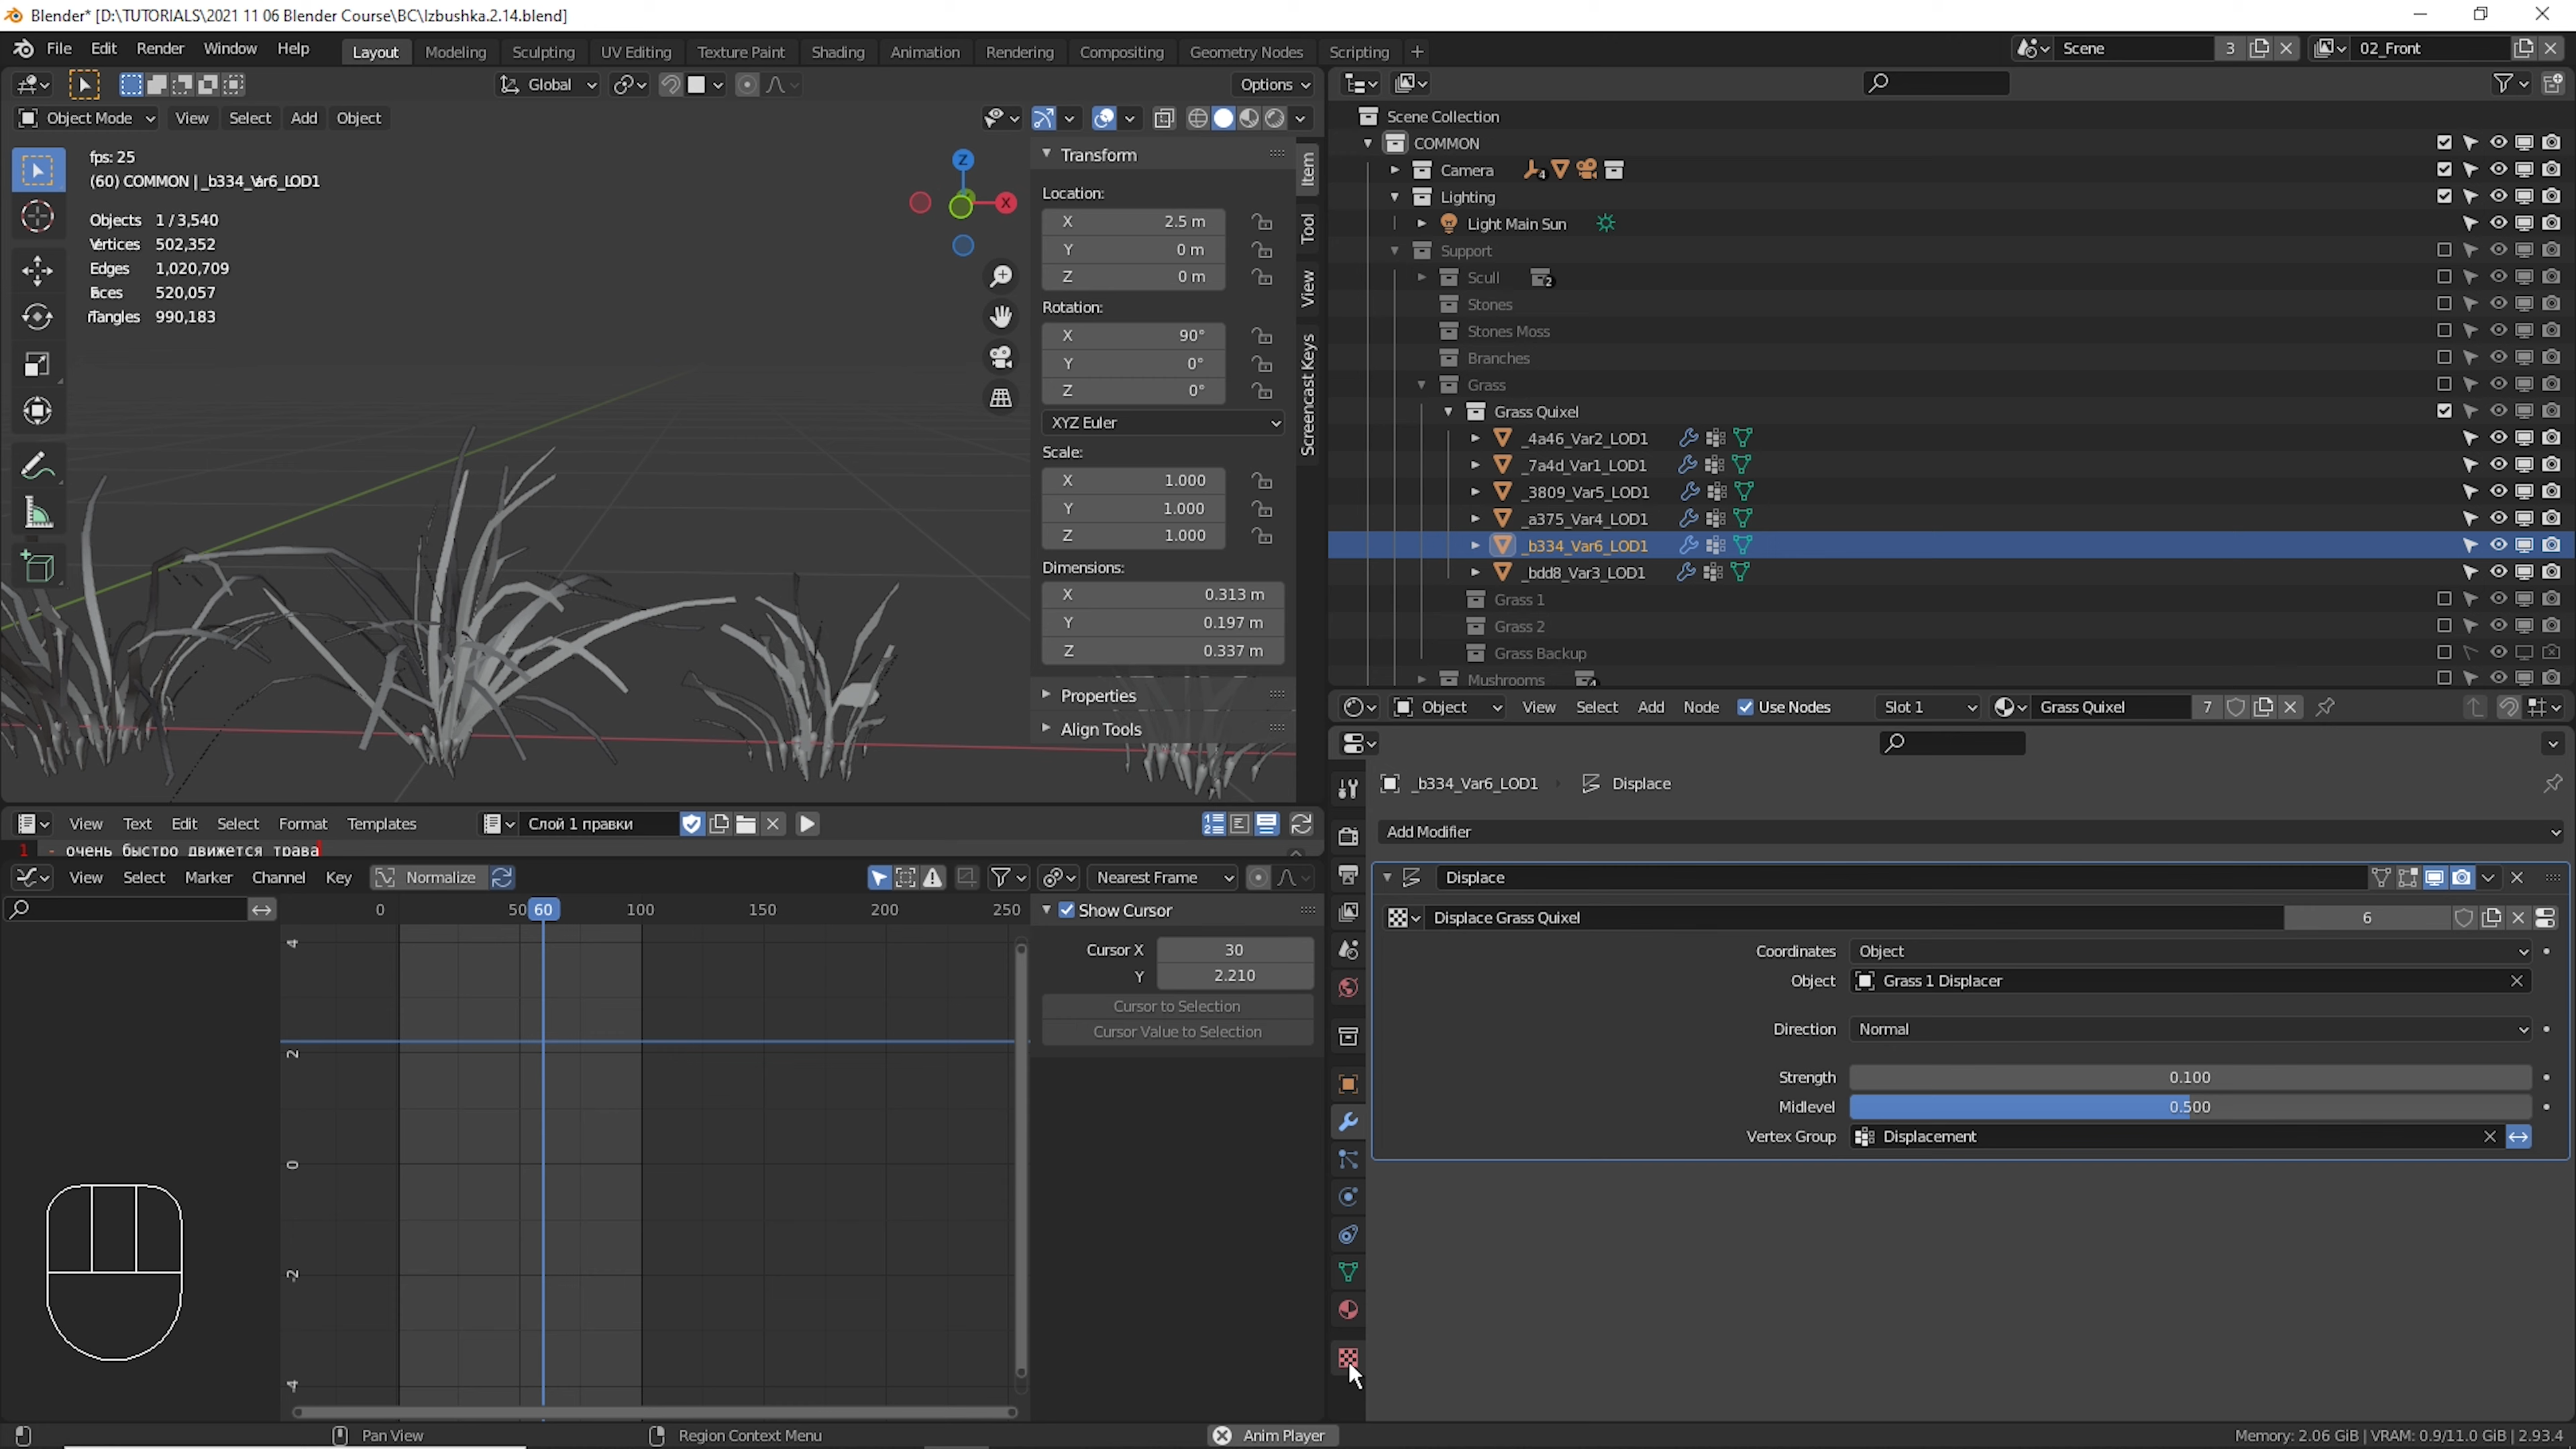 Blender* [D:\TUTORIALS\2021 11 06 Blender Course\BC\Izbushka.2.14.blend]
File Edit Render Window Help Layout Modeling Sculpting UV Editing Texture Paint Shading Animation Rendering Compositing Geometry Nodes Scripting + Scene 3 02_Front
Global Options
Object Mode View Select Add Object
fps: 25
(60) COMMON | _b334_Var6_LOD1
Objects 1 / 3,540
Vertices 502,352
Edges 1,020,709
Faces 520,057
Triangles 990,183
Z
X
Transform
Location:
X 2.5 m
Y 0 m
Z 0 m
Rotation:
X 90°
Y 0°
Z 0°
XYZ Euler
Scale:
X 1.000
Y 1.000
Z 1.000
Dimensions:
X 0.313 m
Y 0.197 m
Z 0.337 m
Properties
Align Tools
Item
Tool
View
Screencast Keys
Scene Collection
COMMON
Camera 4
Lighting
Light Main Sun
Support
Scull 2
Stones
Stones Moss
Branches
Grass
Grass Quixel
_4a46_Var2_LOD1
_7a4d_Var1_LOD1
_3809_Var5_LOD1
_a375_Var4_LOD1
_b334_Var6_LOD1
_bdd8_Var3_LOD1
Grass 1
Grass 2
Grass Backup
Mushrooms 4
Object View Select Add Node Use Nodes Slot 1 Grass Quixel 7
_b334_Var6_LOD1 Displace
Add Modifier
Displace
Displace Grass Quixel 6
Coordinates Object
Object Grass 1 Displacer
Direction Normal
Strength 0.100
Midlevel 0.500
Vertex Group Displacement
View Text Edit Select Format Templates Слой 1 правки
1 - очень быстро движется трава
View Select Marker Channel Key Normalize Nearest Frame
0 50 60 100 150 200 250
4
2
0
-2
-4
Show Cursor
Cursor X 30
Y 2.210
Cursor to Selection
Cursor Value to Selection
Pan View Region Context Menu Anim Player Memory: 2.06 GiB | VRAM: 0.9/11.0 GiB | 2.93.4